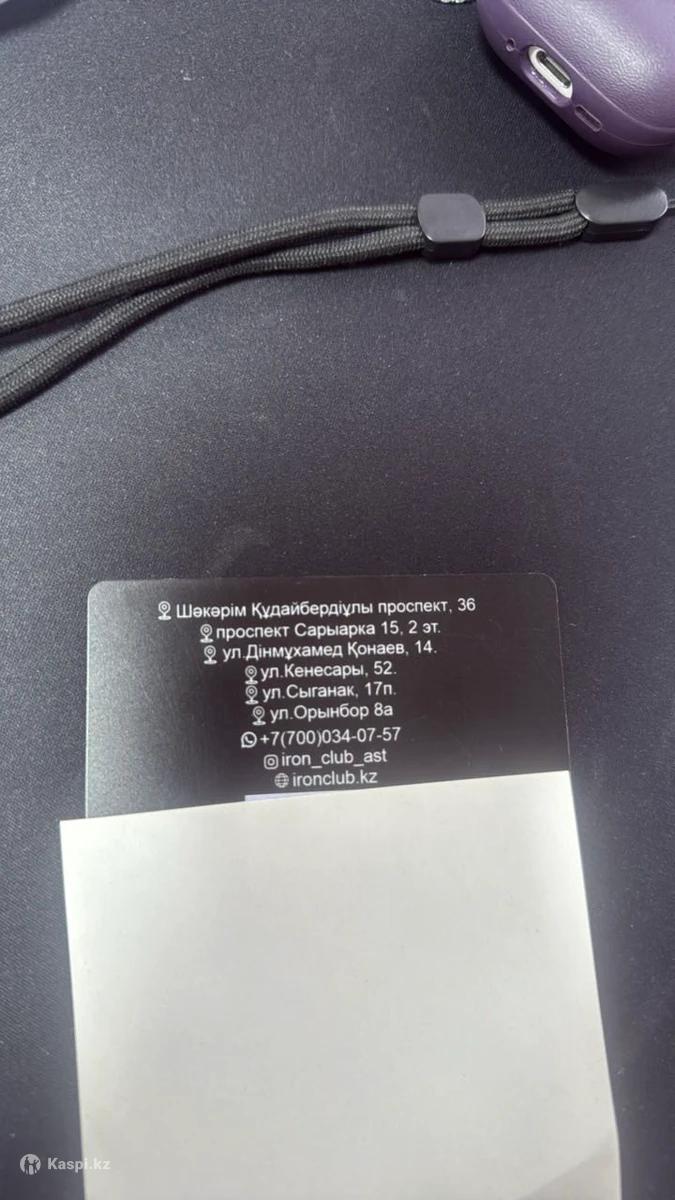 Шәкәрім Құдайбердіұлы проспект, 36
проспект Сарыарка 15, 2 эт.
ул.Дінмұхамед Қонаев, 14.
ул.Кенесары, 52.
ул.Сыганак, 17п.
ул.Орынбор 8а
+7(700)034-07-57
iron_club_ast
ironclub.kz
Kaspi.kz